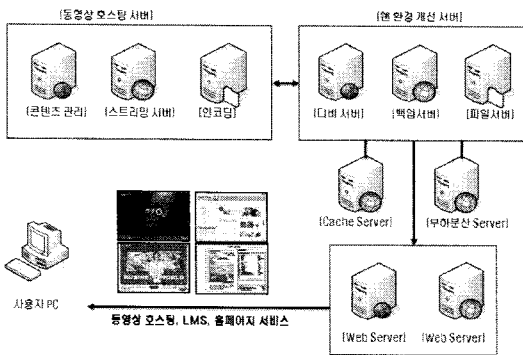 [동영상 호스팅 서버]
[웹 환경 개선 서버]
[콘텐츠 관리]
[스트리밍 서버]
[인코딩]
[디비 서버]
[백업서버]
[파일서버]
[Cache Server]
[부하분산 Server]
사용자 PC
동영상 호스팅, LMS, 홈페이지 서비스
[Web Server]
[Web Server]